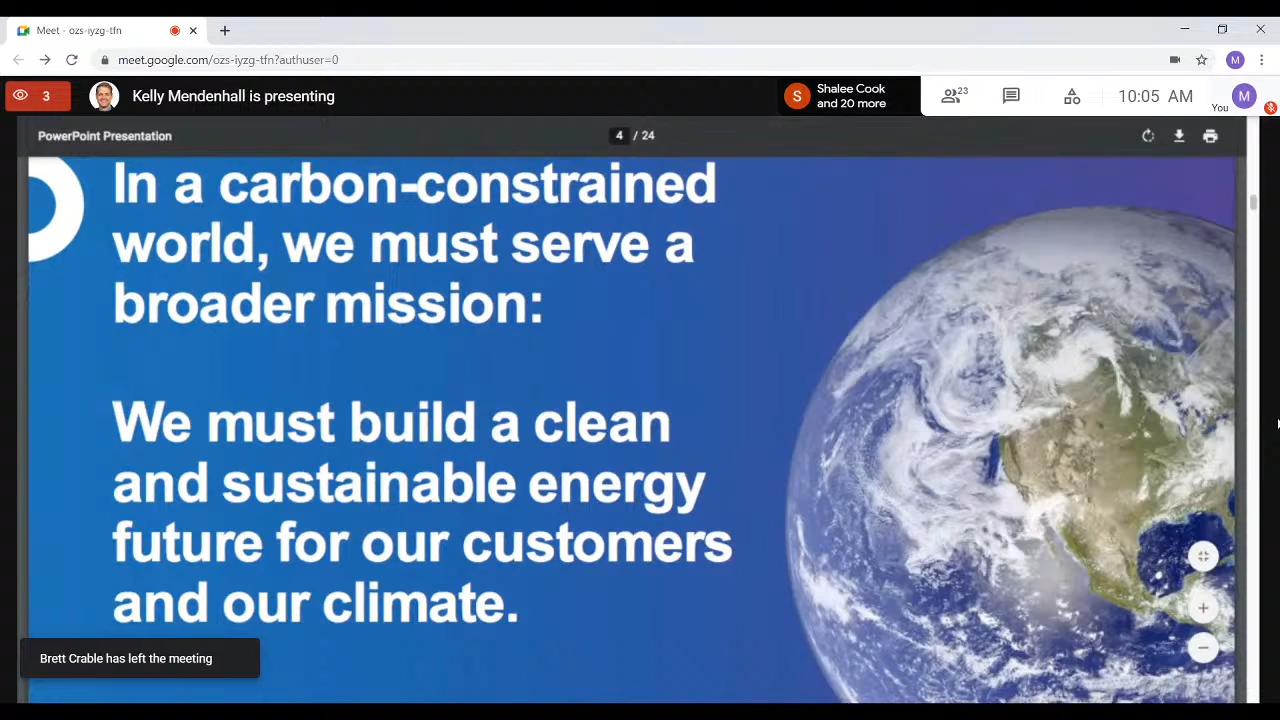 Meet - ozs-iyzg-tfn
meet.google.com/ozs-iyzg-tfn?authuser=0
M
3
Kelly Mendenhall is presenting
S
Shalee Cook
and 20 more
23
10:05 AM
You
M
PowerPoint Presentation
4 / 24
In a carbon-constrained
world, we must serve a
broader mission:
We must build a clean
and sustainable energy
future for our customers
and our climate.
Brett Crable has left the meeting